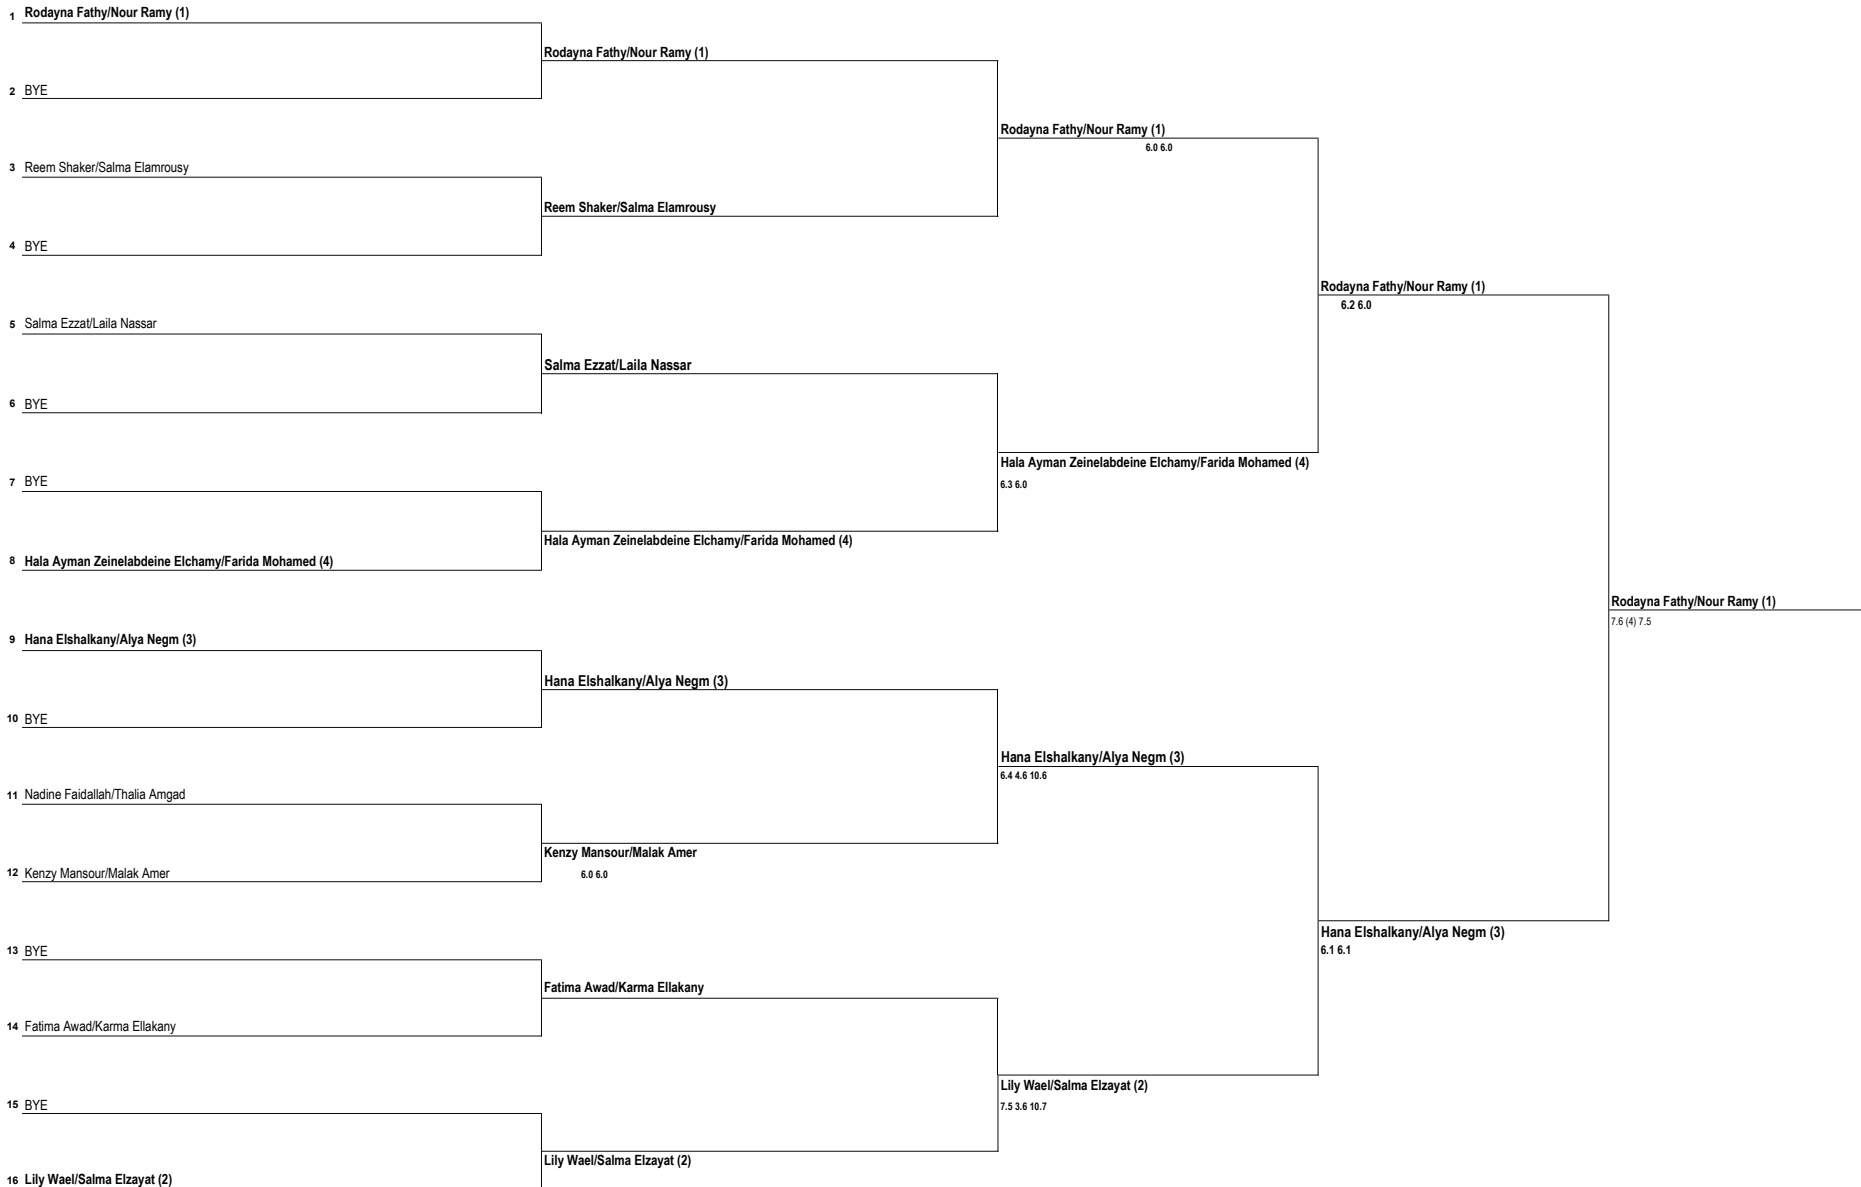 1 Rodayna Fathy/Nour Ramy (1)
Rodayna Fathy/Nour Ramy (1)
2 BYE
Rodayna Fathy/Nour Ramy (1)
6.0 6.0
3 Reem Shaker/Salma Elamrousy
Reem Shaker/Salma Elamrousy
4 BYE
Rodayna Fathy/Nour Ramy (1)
6.2 6.0
5 Salma Ezzat/Laila Nassar
Salma Ezzat/Laila Nassar
6 BYE
Hala Ayman Zeinelabdeine Elchamy/Farida Mohamed (4)
6.3 6.0
7 BYE
Hala Ayman Zeinelabdeine Elchamy/Farida Mohamed (4)
8 Hala Ayman Zeinelabdeine Elchamy/Farida Mohamed (4)
Rodayna Fathy/Nour Ramy (1)
7.6 (4) 7.5
9 Hana Elshalkany/Alya Negm (3)
Hana Elshalkany/Alya Negm (3)
10 BYE
Hana Elshalkany/Alya Negm (3)
6.4 4.6 10.6
11 Nadine Faidallah/Thalia Amgad
Kenzy Mansour/Malak Amer
6.0 6.0
12 Kenzy Mansour/Malak Amer
Hana Elshalkany/Alya Negm (3)
6.1 6.1
13 BYE
Fatima Awad/Karma Ellakany
14 Fatima Awad/Karma Ellakany
Lily Wael/Salma Elzayat (2)
7.5 3.6 10.7
15 BYE
Lily Wael/Salma Elzayat (2)
16 Lily Wael/Salma Elzayat (2)